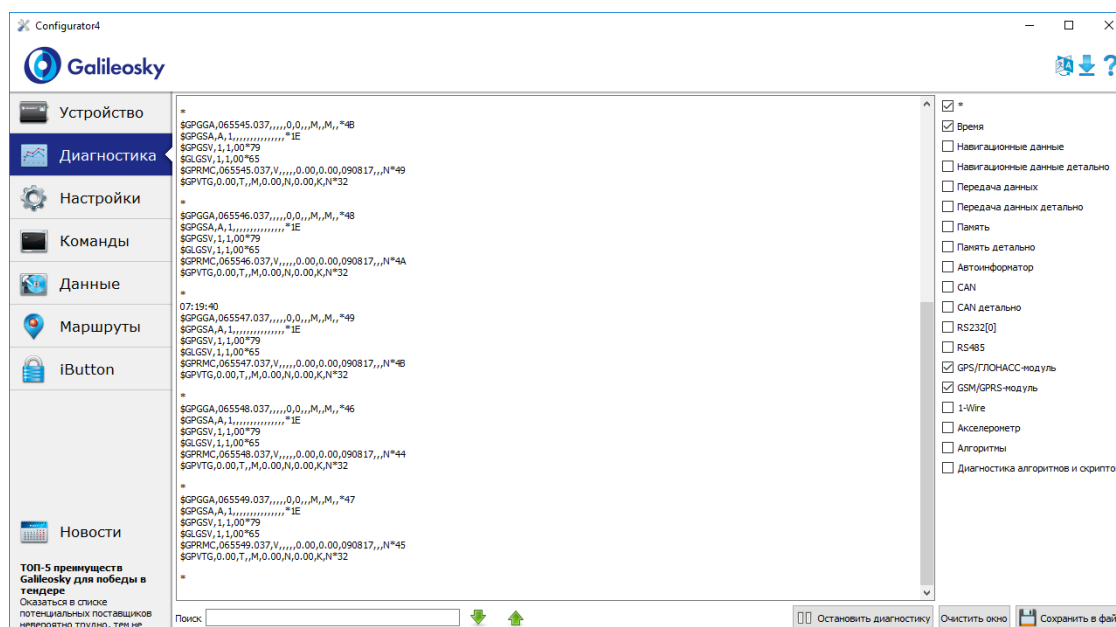 Configurator4
Galileosky
?
Устройство
Диагностика
Настройки
Команды
Данные
Маршруты
iButton
Новости
ТОП-5 преимуществ
Galileosky для победы в
тендере
Оказаться в списке
потенциальных поставщиков
невероятно трудно, тем не
*
$GPGGA,065545.037,,,,,0,0,,,M,,M,,*4B
$GPGSA,A,1,,,,,,,,,,,,,,,*1E
$GPGSV,1,1,00*79
$GLGSV,1,1,00*65
$GPRMC,065545.037,V,,,,,0.00,0.00,090817,,,N*49
$GPVTG,0.00,T,,M,0.00,N,0.00,K,N*32
*
$GPGGA,065546.037,,,,,0,0,,,M,,M,,*48
$GPGSA,A,1,,,,,,,,,,,,,,,*1E
$GPGSV,1,1,00*79
$GLGSV,1,1,00*65
$GPRMC,065546.037,V,,,,,0.00,0.00,090817,,,N*4A
$GPVTG,0.00,T,,M,0.00,N,0.00,K,N*32
*
07:19:40
$GPGGA,065547.037,,,,,0,0,,,M,,M,,*49
$GPGSA,A,1,,,,,,,,,,,,,,,*1E
$GPGSV,1,1,00*79
$GLGSV,1,1,00*65
$GPRMC,065547.037,V,,,,,0.00,0.00,090817,,,N*4B
$GPVTG,0.00,T,,M,0.00,N,0.00,K,N*32
*
$GPGGA,065548.037,,,,,0,0,,,M,,M,,*46
$GPGSA,A,1,,,,,,,,,,,,,,,*1E
$GPGSV,1,1,00*79
$GLGSV,1,1,00*65
$GPRMC,065548.037,V,,,,,0.00,0.00,090817,,,N*44
$GPVTG,0.00,T,,M,0.00,N,0.00,K,N*32
*
$GPGGA,065549.037,,,,,0,0,,,M,,M,,*47
$GPGSA,A,1,,,,,,,,,,,,,,,*1E
$GPGSV,1,1,00*79
$GLGSV,1,1,00*65
$GPRMC,065549.037,V,,,,,0.00,0.00,090817,,,N*45
$GPVTG,0.00,T,,M,0.00,N,0.00,K,N*32
*
*
Время
Навигационные данные
Навигационные данные детально
Передача данных
Передача данных детально
Память
Память детально
Автоинформатор
CAN
CAN детально
RS232[0]
RS485
GPS/ГЛОНАСС-модуль
GSM/GPRS-модуль
1-Wire
Акселерометр
Алгоритмы
Диагностика алгоритмов и скрипто
Поиск
Остановить диагностику
Очистить окно
Сохранить в фай